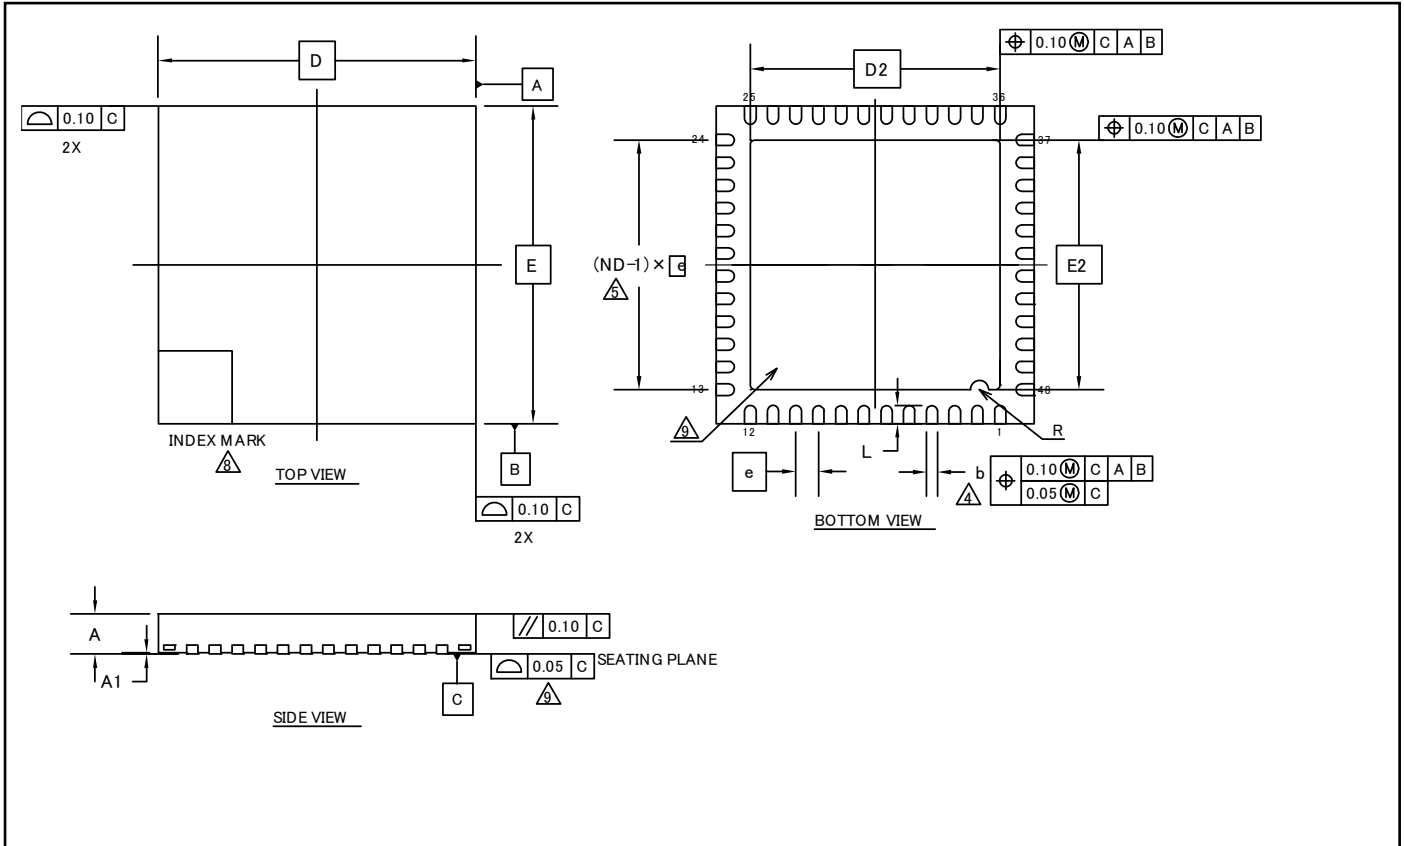 D
A
⌓ 0.10 C
2X
E
INDEX MARK
8
TOP VIEW
B
⌓ 0.10 C
2X
⌖ 0.10 Ⓜ C A B
D2
25
36
⌖ 0.10 Ⓜ C A B
24
37
(ND-1)× e
5
E2
13
48
9
12
1
R
L
e
b
4
⌖ 0.10 Ⓜ C A B
0.05 Ⓜ C
BOTTOM VIEW
A
// 0.10 C
A1
⌓ 0.05 C SEATING PLANE
9
C
SIDE VIEW